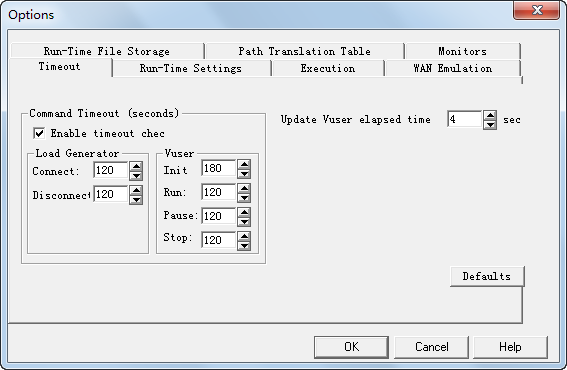 Options
Run-Time File Storage Path Translation Table Monitors
Timeout Run-Time Settings Execution WAN Emulation
Command Timeout (seconds)
Update Vuser elapsed time 4 sec
Enable timeout chec
Load Generator Vuser
Connect: 120 Init 180
Disconnect 120 Run: 120
Pause: 120
Stop: 120
Defaults
OK Cancel Help